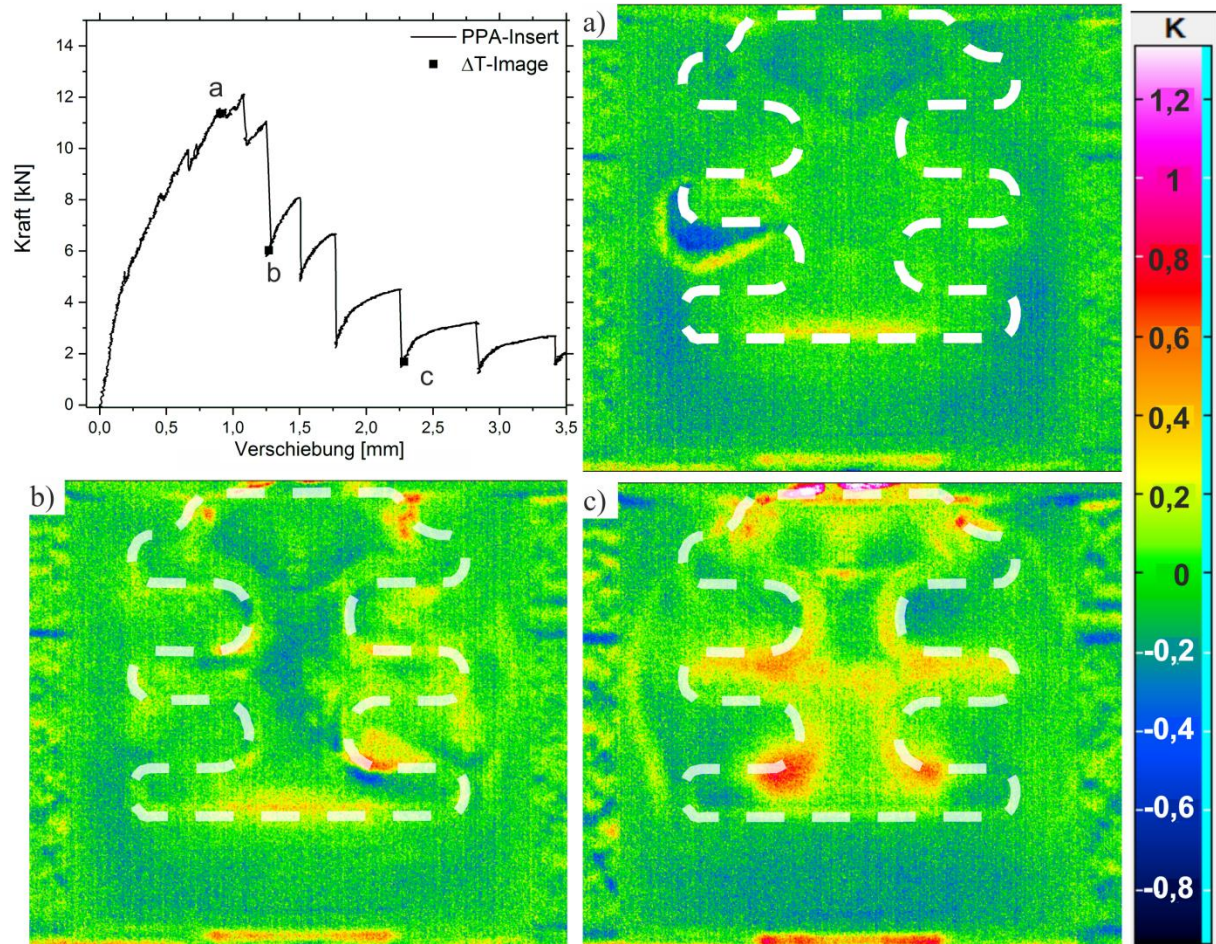 14
12
10
8
6
4
2
0
Kraft [kN]
PPA-Insert
ΔT-Image
a
b
c
0,0 0,5 1,0 1,5 2,0 2,5 3,0 3,5
Verschiebung [mm]
a)
b)
c)
K
1,2
1
0,8
0,6
0,4
0,2
0
-0,2
-0,4
-0,6
-0,8